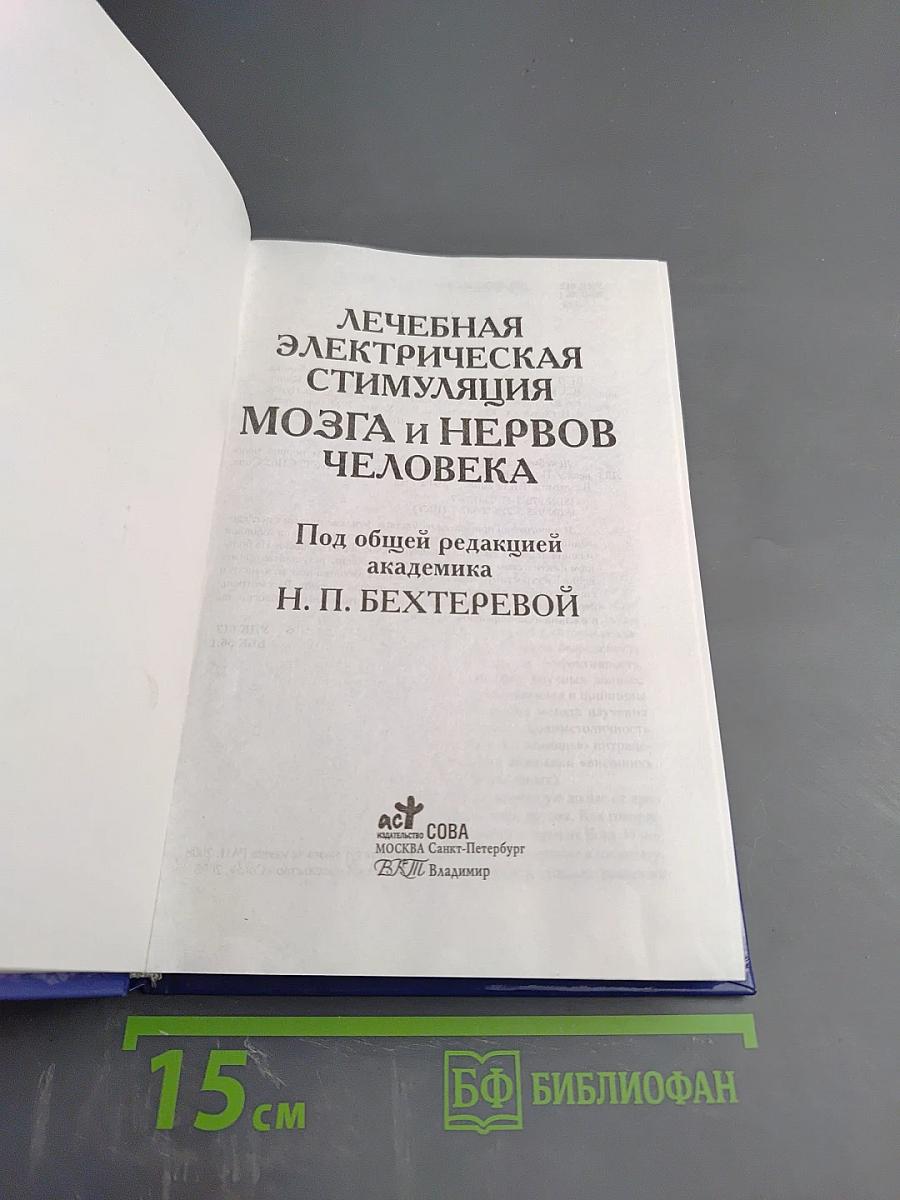 ЛЕЧЕБНАЯ
ЭЛЕКТРИЧЕСКАЯ
СТИМУЛЯЦИЯ
МОЗГА и НЕРВОВ
ЧЕЛОВЕКА
Под общей редакцией
академика
Н. П. БЕХТЕРЕВОЙ
аст
ИЗДАТЕЛЬСТВО СОВА
МОСКВА Санкт-Петербург
ВКТ Владимир
15 см
БФ БИБЛИОФАН